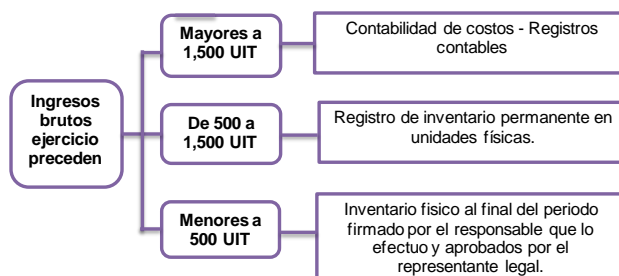 Mayores a
1,500 UIT
Contabilidad de costos - Registros
contables
Ingresos
brutos
ejercicio
preceden
De 500 a
1,500 UIT
Registro de inventario permanente en
unidades físicas.
Menores a
500 UIT
Inventario fisico al final del periodo
firmado por el responsable que lo
efectuo y aprobados por el
representante legal.